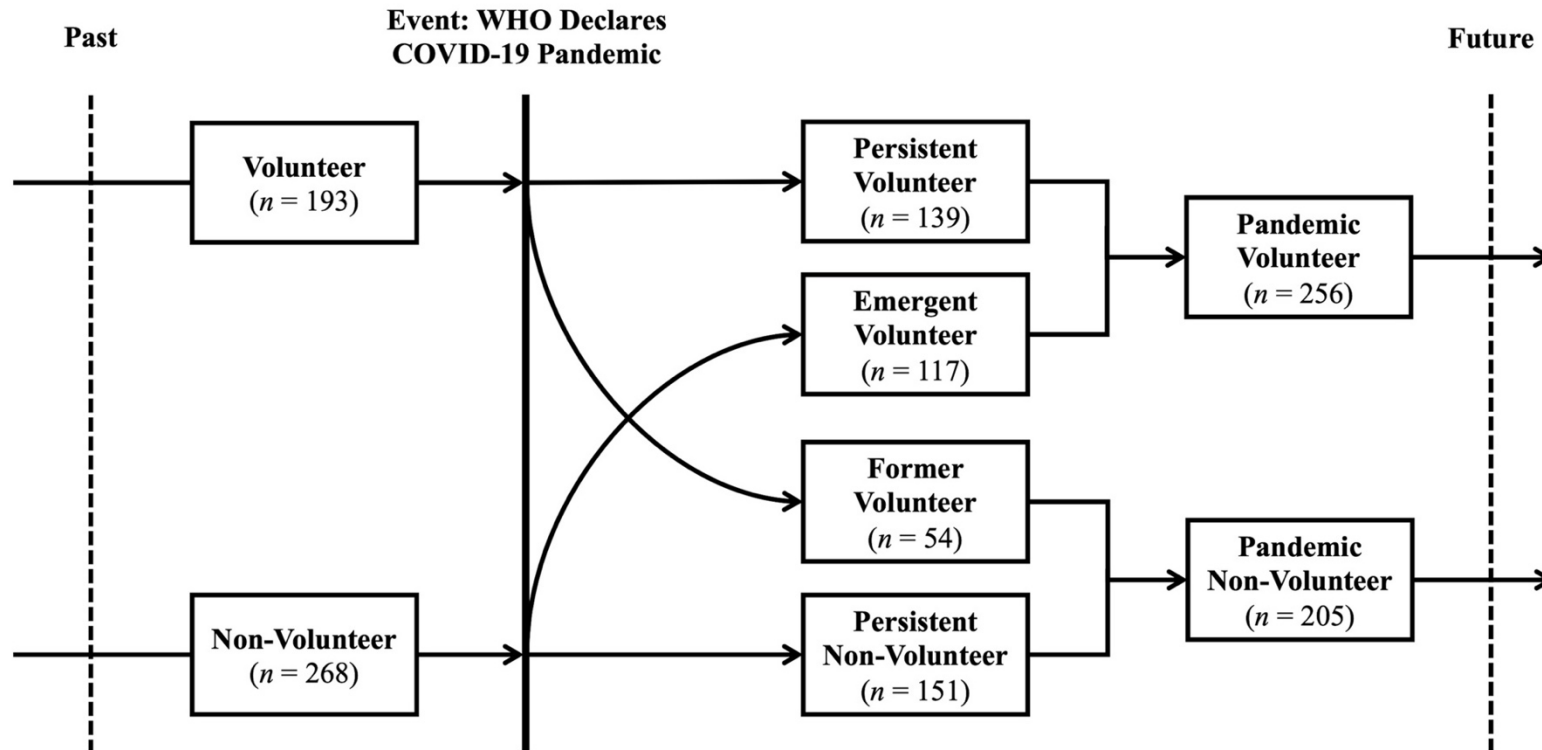 Past
Event: WHO Declares
COVID-19 Pandemic
Future
Volunteer
(n = 193)
Non-Volunteer
(n = 268)
Persistent
Volunteer
(n = 139)
Emergent
Volunteer
(n = 117)
Former
Volunteer
(n = 54)
Persistent
Non-Volunteer
(n = 151)
Pandemic
Volunteer
(n = 256)
Pandemic
Non-Volunteer
(n = 205)